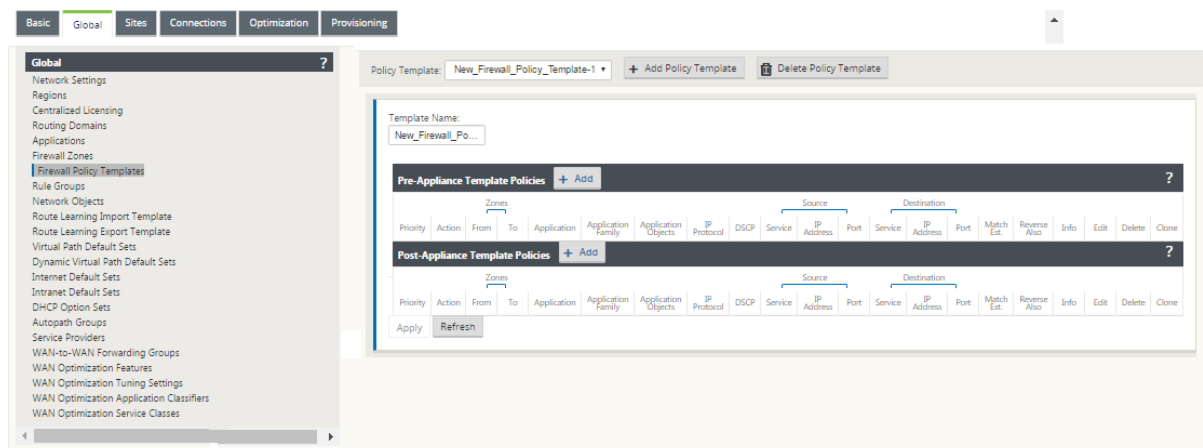 Basic Global Sites Connections Optimization Provisioning
Global ?
Network Settings
Regions
Centralized Licensing
Routing Domains
Applications
Firewall Zones
Firewall Policy Templates
Rule Groups
Network Objects
Route Learning Import Template
Route Learning Export Template
Virtual Path Default Sets
Dynamic Virtual Path Default Sets
Internet Default Sets
Intranet Default Sets
DHCP Option Sets
Autopath Groups
Service Providers
WAN-to-WAN Forwarding Groups
WAN Optimization Features
WAN Optimization Tuning Settings
WAN Optimization Application Classifiers
WAN Optimization Service Classes
Policy Template: New_Firewall_Policy_Template-1 + Add Policy Template Delete Policy Template
Template Name:
New_Firewall_Po...
Pre-Appliance Template Policies + Add ?
Zones Source Destination
Priority Action From To Application Application Family Application Objects IP Protocol DSCP Service IP Address Port Service IP Address Port Match Est. Reverse Also Info Edit Delete Clone
Post-Appliance Template Policies + Add ?
Zones Source Destination
Priority Action From To Application Application Family Application Objects IP Protocol DSCP Service IP Address Port Service IP Address Port Match Est. Reverse Also Info Edit Delete Clone
Apply Refresh